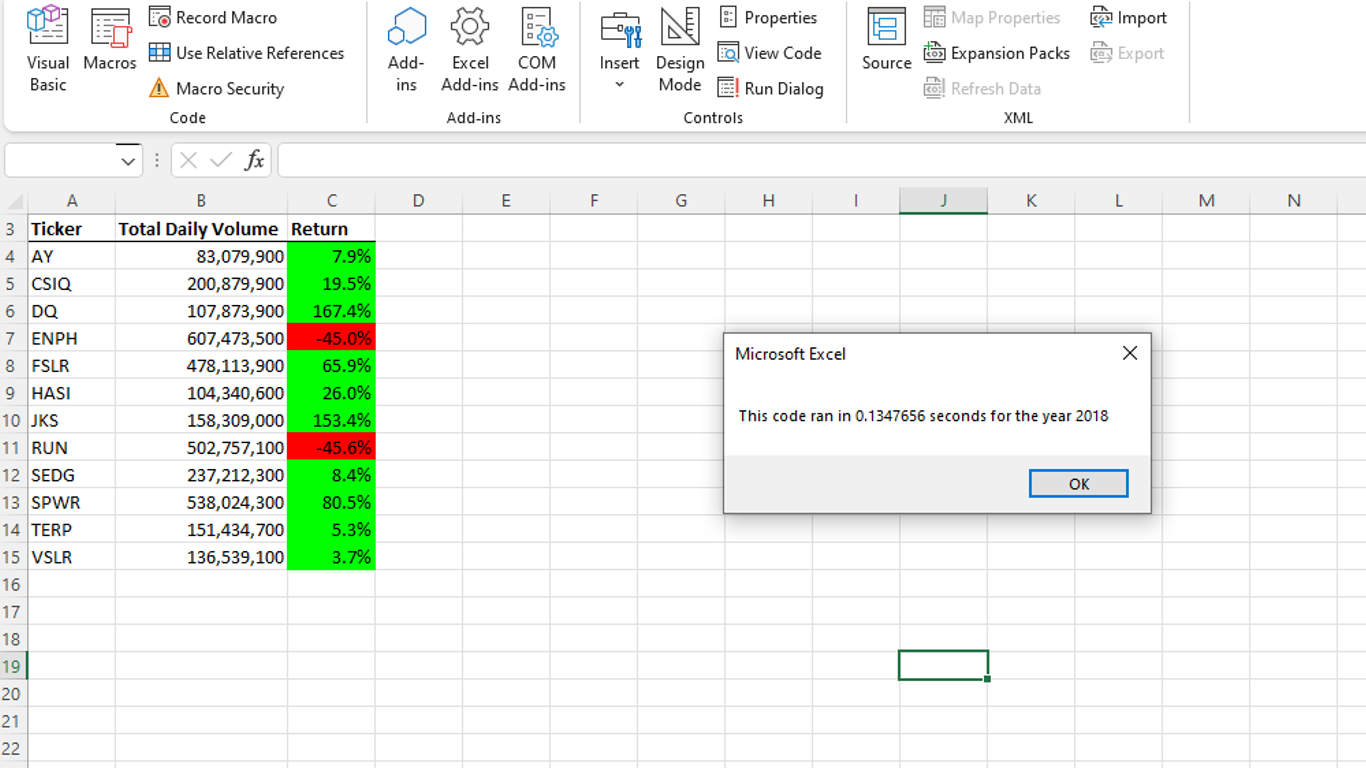 Visual Basic
Macros
Record Macro
Use Relative References
Macro Security
Code
Add-ins
Excel Add-ins
COM Add-ins
Add-ins
Insert
Design Mode
Properties
View Code
Run Dialog
Controls
Source
Map Properties
Expansion Packs
Refresh Data
Import
Export
XML
fx
A B C D E F G H I J K L M N
3 Ticker Total Daily Volume Return
4 AY 83,079,900 7.9%
5 CSIQ 200,879,900 19.5%
6 DQ 107,873,900 167.4%
7 ENPH 607,473,500 -45.0%
8 FSLR 478,113,900 65.9%
9 HASI 104,340,600 26.0%
10 JKS 158,309,000 153.4%
11 RUN 502,757,100 -45.6%
12 SEDG 237,212,300 8.4%
13 SPWR 538,024,300 80.5%
14 TERP 151,434,700 5.3%
15 VSLR 136,539,100 3.7%
16
17
18
19
20
21
22
Microsoft Excel
This code ran in 0.1347656 seconds for the year 2018
OK